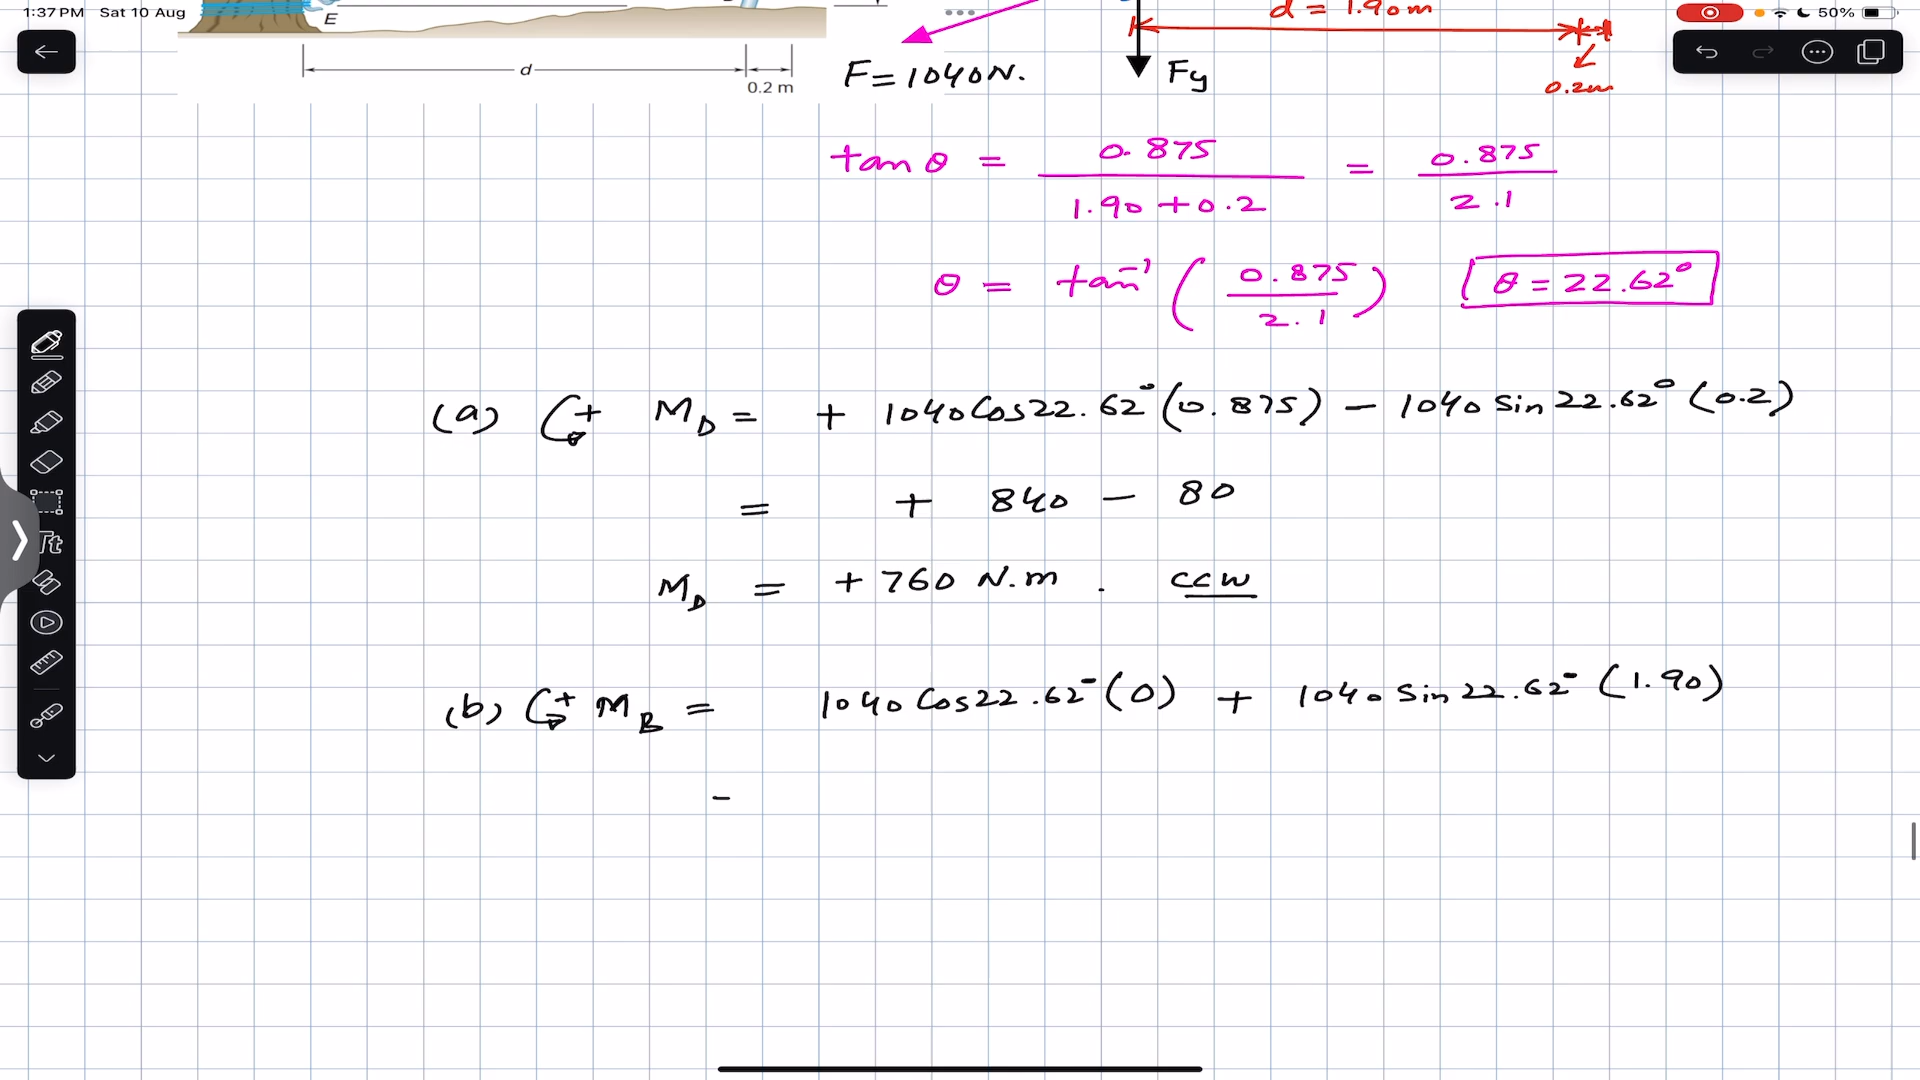 1:37 PM Sat 10 Aug
50%
E
d = 1.90m
d
0.2 m
F = 1040N.
Fy
0.2m
tan θ = 0.875 / 1.90 + 0.2 = 0.875 / 2.1
θ = tan⁻¹ ( 0.875 / 2.1 ) θ = 22.62°
(a) + M_D = + 1040 Cos 22.62° (0.875) − 1040 sin 22.62° (0.2)
= + 840 − 80
M_D = + 760 N.m . CCW
(b) + M_B = 1040 Cos 22.62° (0) + 1040 Sin 22.62° (1.90)
Tt